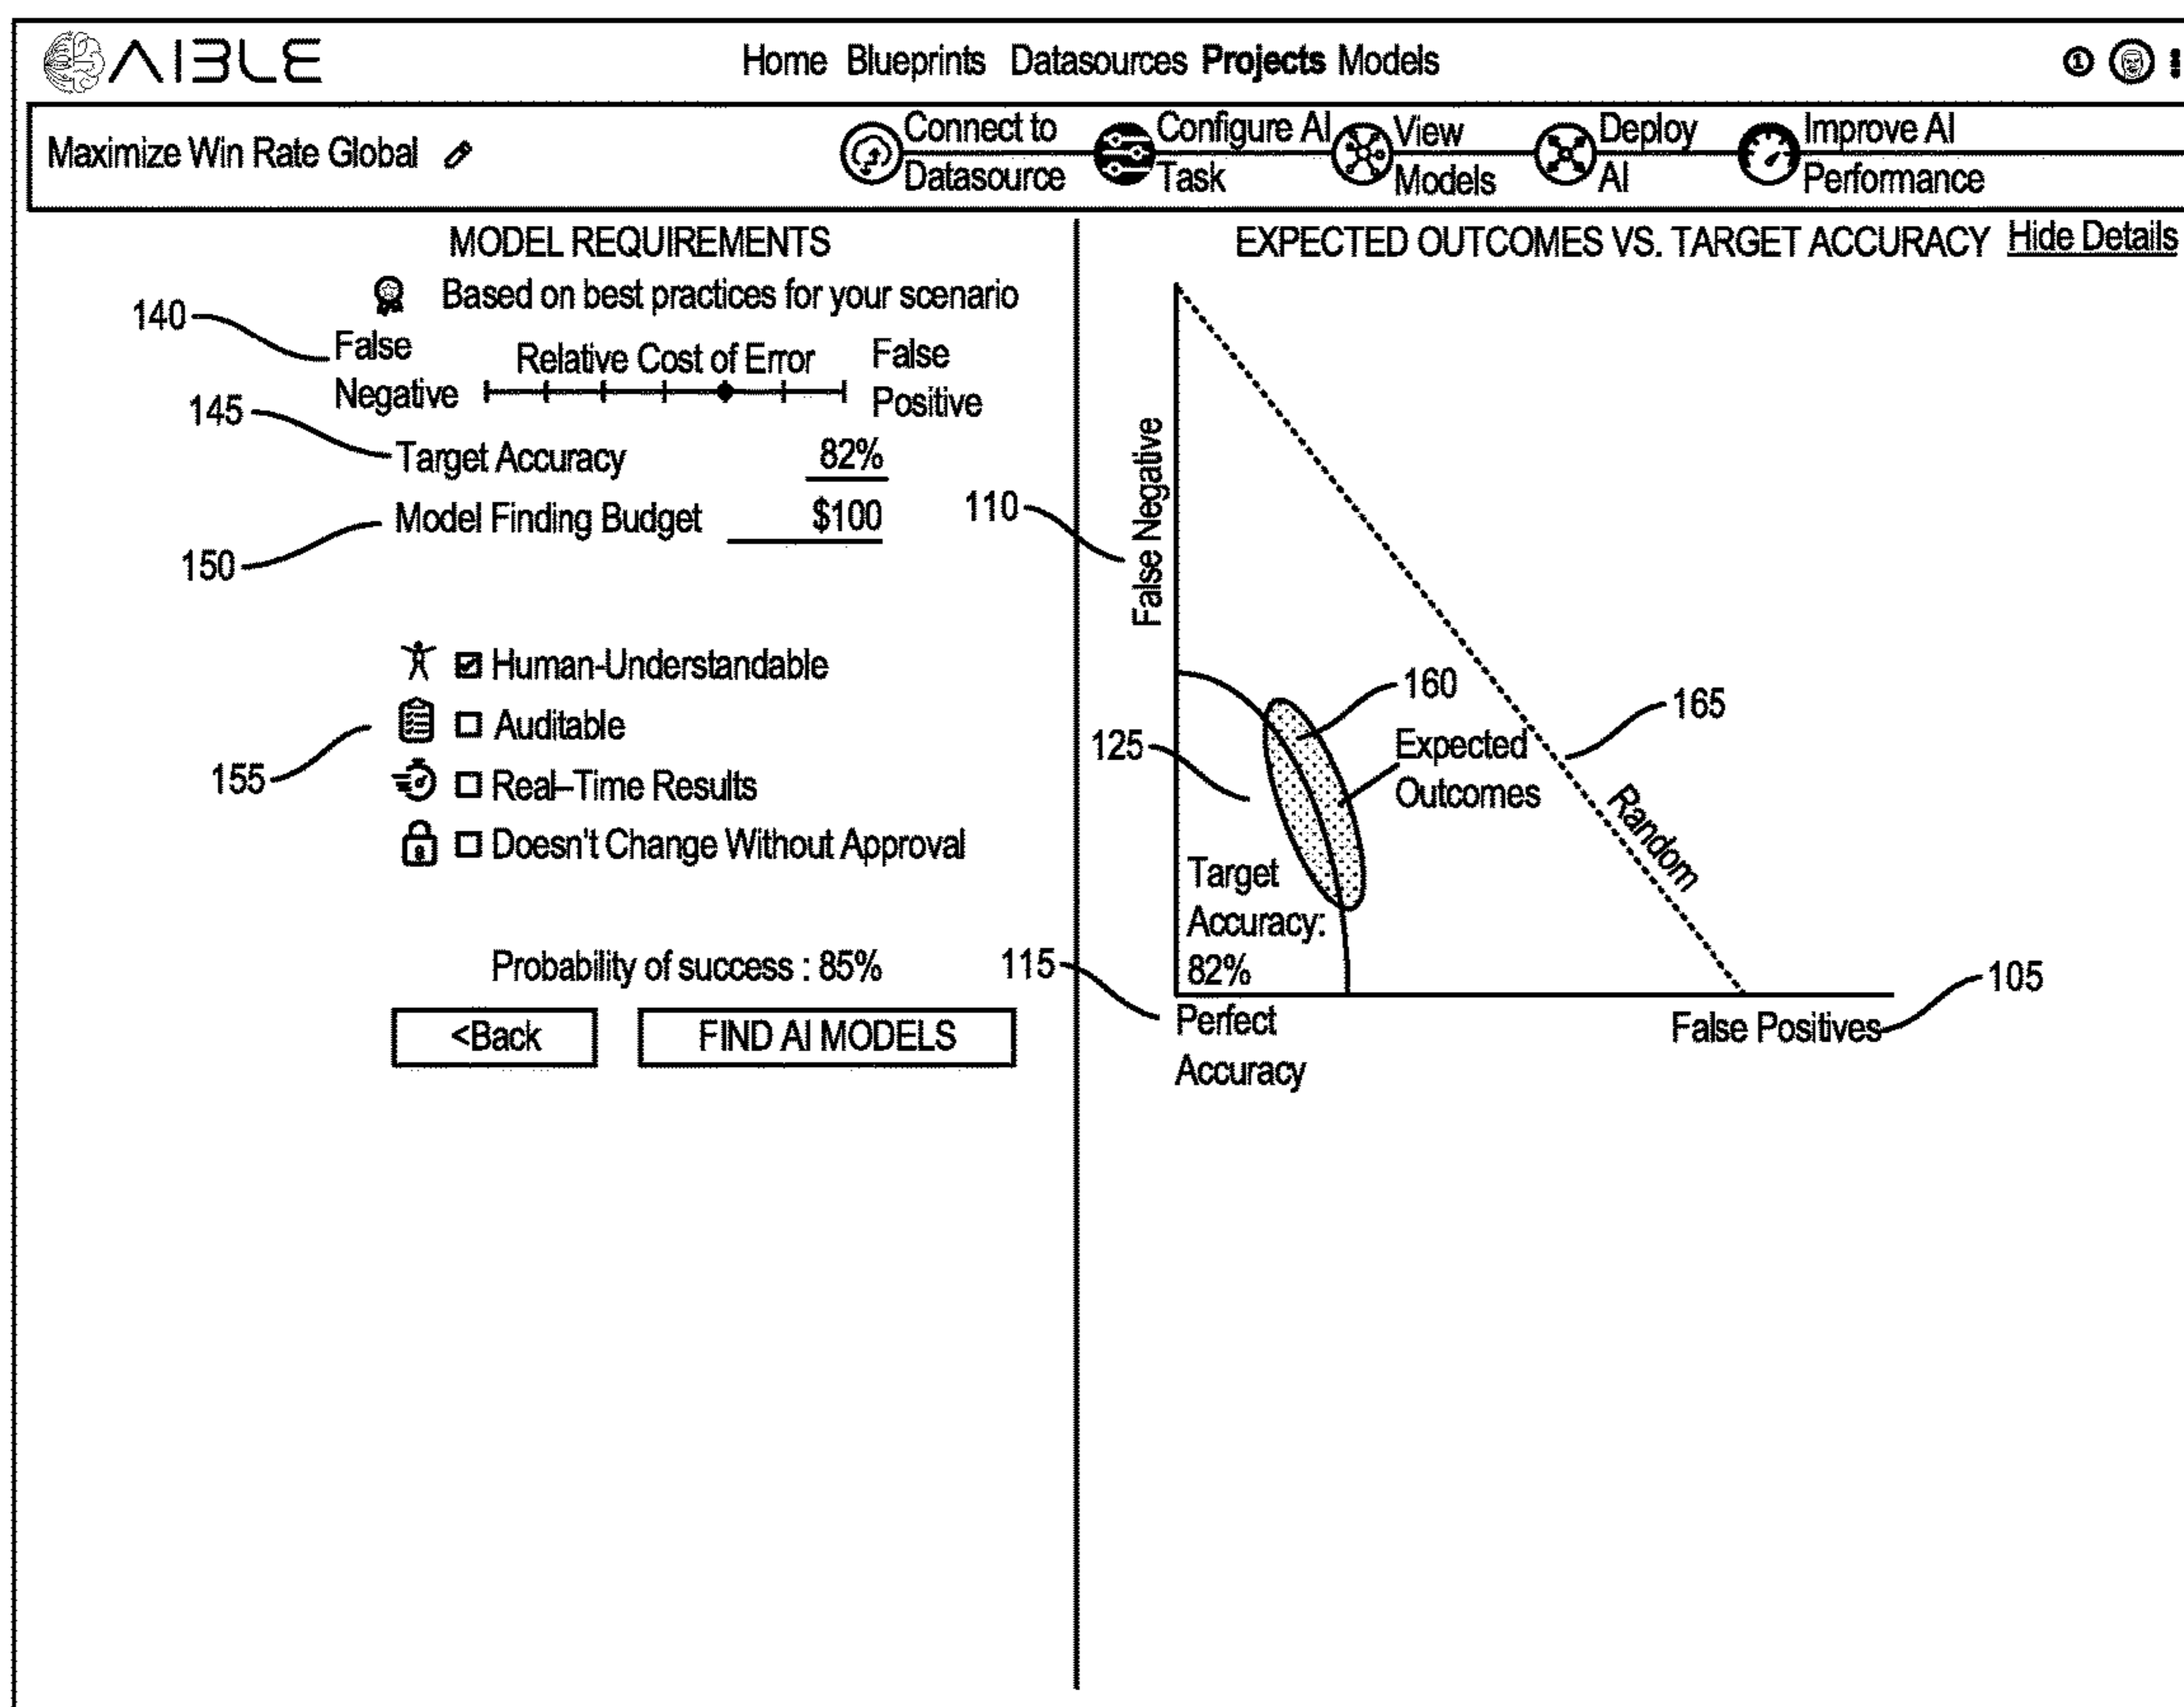 AIBLE
Home Blueprints Datasources Projects Models
1
Maximize Win Rate Global
Connect to
Datasource
Configure AI
Task
View
Models
Deploy
AI
Improve AI
Performance
MODEL REQUIREMENTS
Based on best practices for your scenario
140
False
Negative
Relative Cost of Error
False
Positive
145
Target Accuracy 82%
Model Finding Budget $100
150
Human-Understandable
Auditable
155
Real–Time Results
Doesn't Change Without Approval
Probability of success : 85%
<Back
FIND AI MODELS
EXPECTED OUTCOMES VS. TARGET ACCURACY Hide Details
False Negative
110
160
165
125
Expected
Outcomes
Random
Target
Accuracy:
82%
115
Perfect
Accuracy
105
False Positives